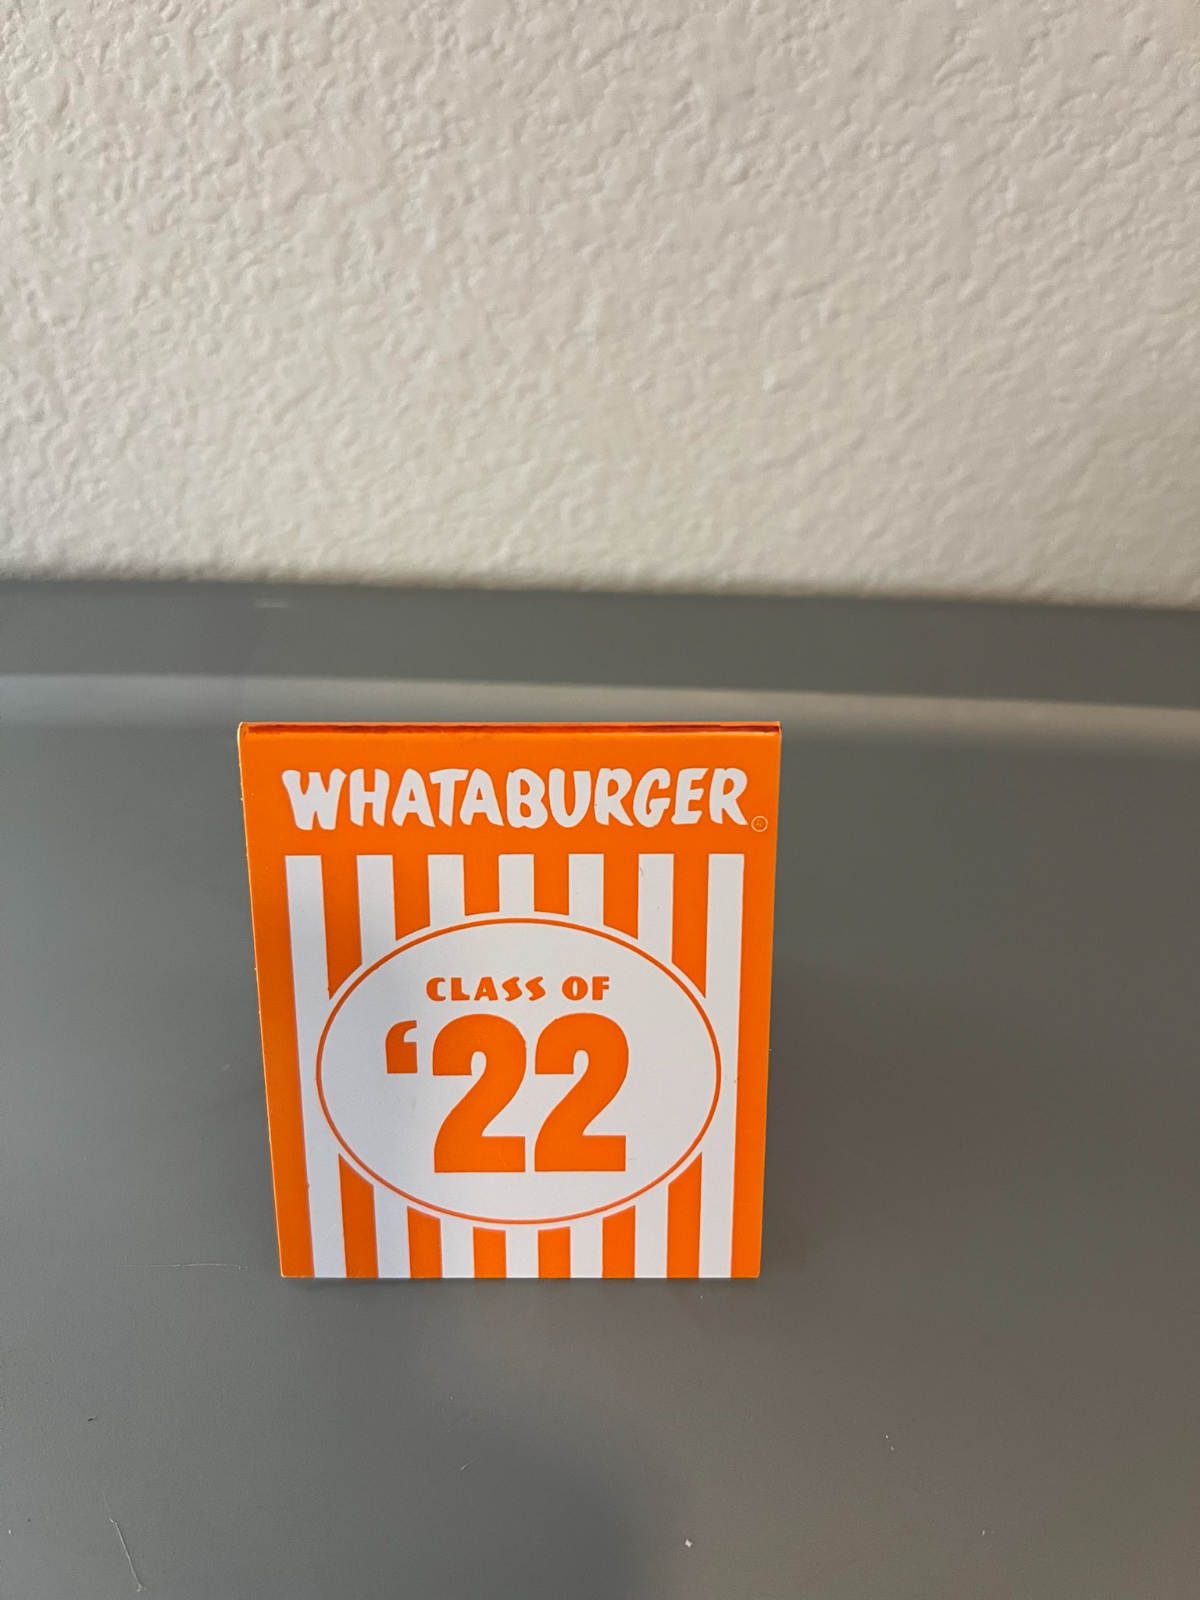 WHATABURGER®
CLASS OF
‘22